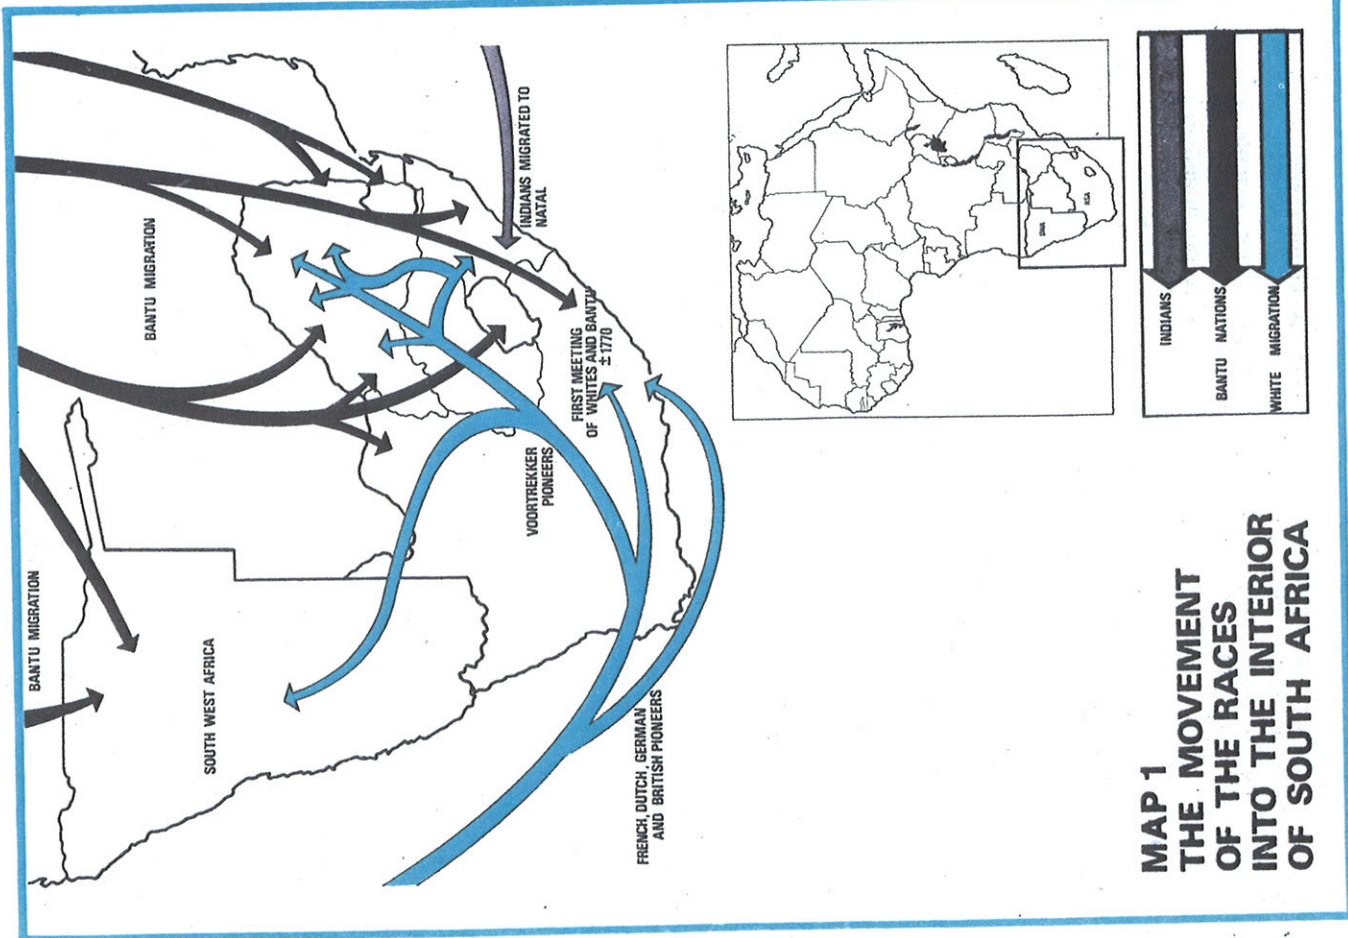 MAP 1
THE MOVEMENT
OF THE RACES
INTO THE INTERIOR
OF SOUTH AFRICA
BANTU MIGRATION
BANTU MIGRATION
SOUTH WEST AFRICA
VOORTREKKER
PIONEERS
FIRST MEETING
OF WHITES AND BANTU
±1770
INDIANS MIGRATED TO
NATAL
FRENCH, DUTCH, GERMAN
AND BRITISH PIONEERS
SWA
RSA
INDIANS
BANTU NATIONS
WHITE MIGRATION